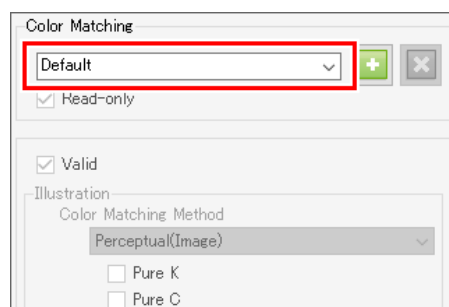 Color Matching
Default
Read-only
Valid
Illustration
Color Matching Method
Perceptual(Image)
Pure K
Pure C